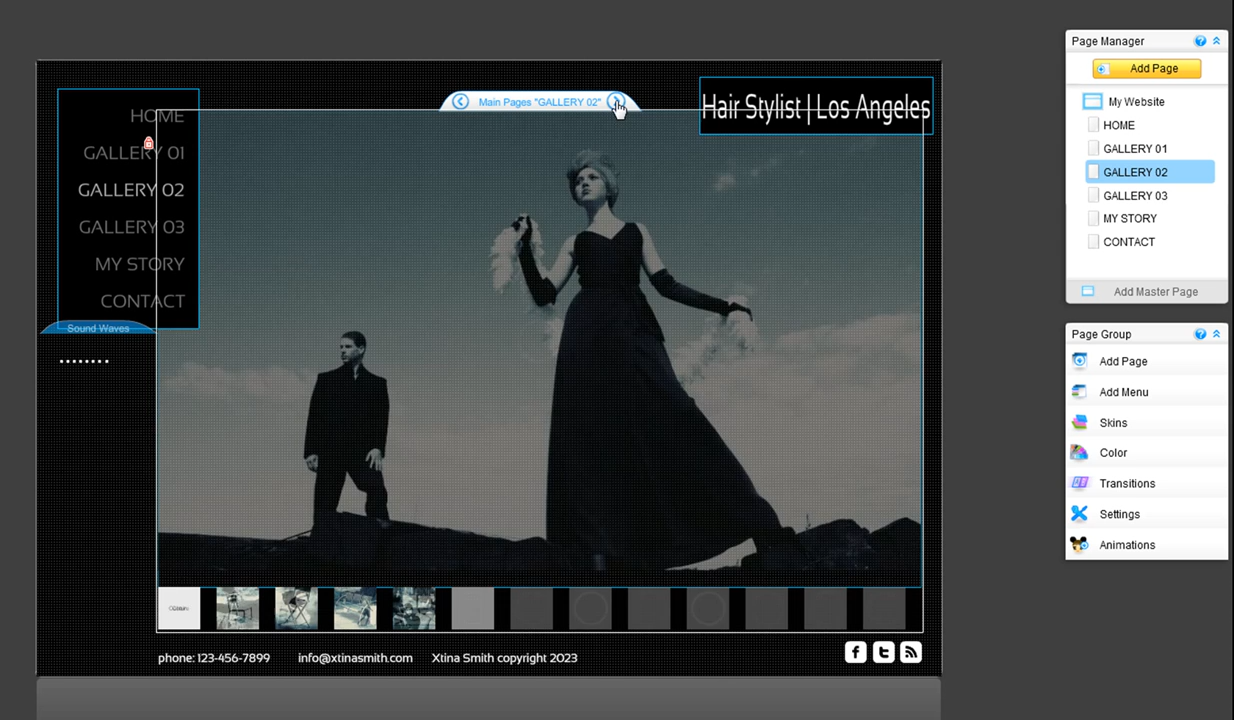 Page Manager
Add Page
My Website
HOME
GALLERY 01
GALLERY 02
GALLERY 03
MY STORY
CONTACT
Add Master Page
Page Group
Add Page
Add Menu
Skins
Color
Transitions
Settings
Animations
Main Pages "GALLERY 02"
Hair Stylist | Los Angeles
HOME
GALLERY 01
GALLERY 02
GALLERY 03
MY STORY
CONTACT
Sound Waves
phone: 123-456-7899 info@xtinasmith.com Xtina Smith copyright 2023